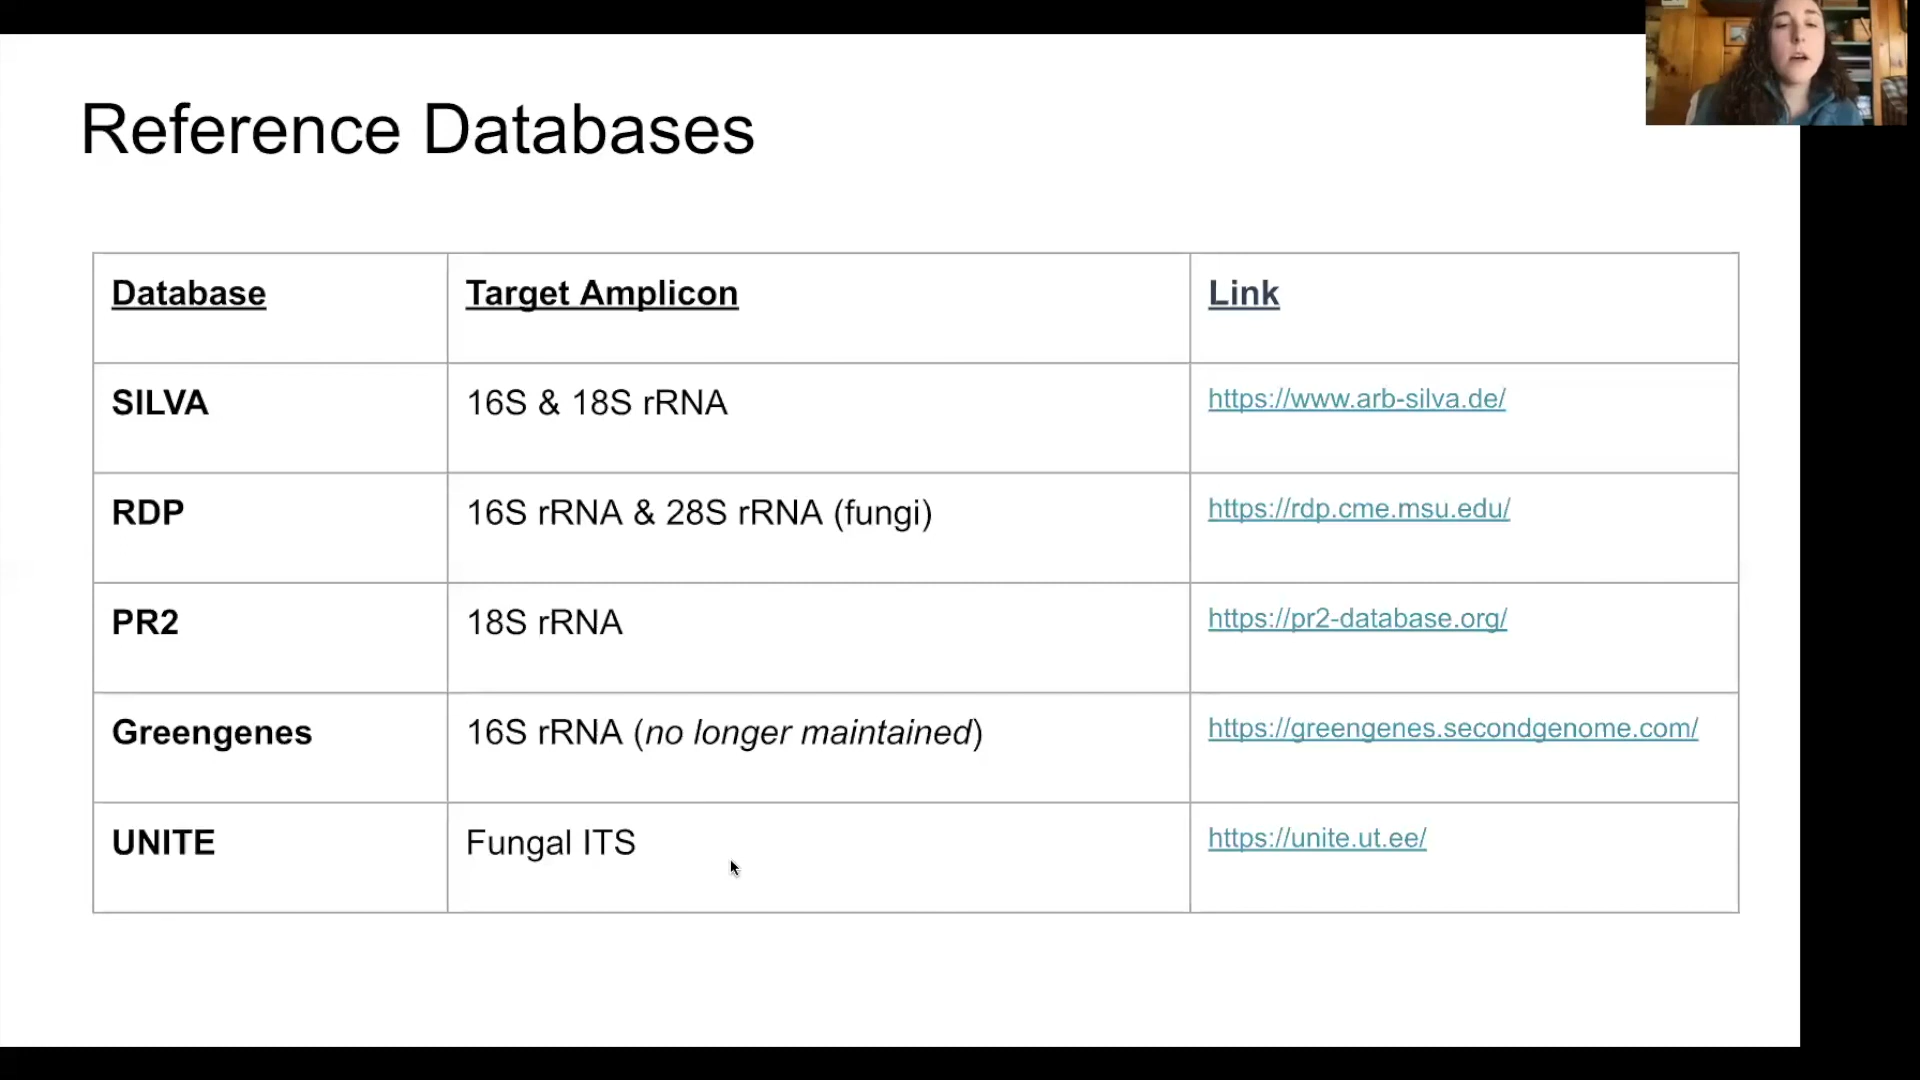 Reference Databases
Database
Target Amplicon
Link
SILVA
16S & 18S rRNA
https://www.arb-silva.de/
RDP
16S rRNA & 28S rRNA (fungi)
https://rdp.cme.msu.edu/
PR2
18S rRNA
https://pr2-database.org/
Greengenes
16S rRNA (no longer maintained)
https://greengenes.secondgenome.com/
UNITE
Fungal ITS
https://unite.ut.ee/